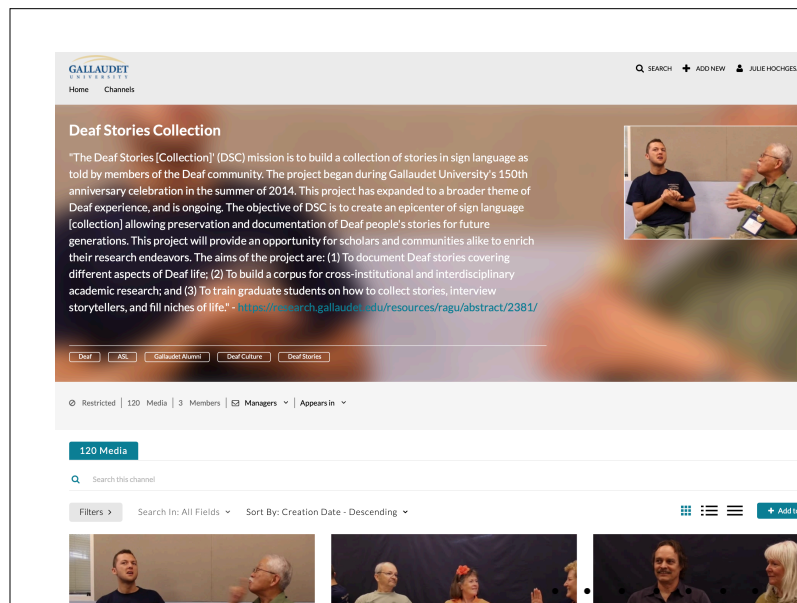 GALLAUDET
UNIVERSITY
SEARCH ADD NEW JULIE HOCHGES
Home Channels
Deaf Stories Collection
"The Deaf Stories [Collection]' (DSC) mission is to build a collection of stories in sign language as
told by members of the Deaf community. The project began during Gallaudet University's 150th
anniversary celebration in the summer of 2014. This project has expanded to a broader theme of
Deaf experience, and is ongoing. The objective of DSC is to create an epicenter of sign language
[collection] allowing preservation and documentation of Deaf people's stories for future
generations. This project will provide an opportunity for scholars and communities alike to enrich
their research endeavors. The aims of the project are: (1) To document Deaf stories covering
different aspects of Deaf life; (2) To build a corpus for cross-institutional and interdisciplinary
academic research; and (3) To train graduate students on how to collect stories, interview
storytellers, and fill niches of life." - https://research.gallaudet.edu/resources/ragu/abstract/2381/
Deaf ASL Gallaudet Alumni Deaf Culture Deaf Stories
Restricted | 120 Media | 3 Members | Managers | Appears in
120 Media
Search this channel
Filters > Search In: All Fields Sort By: Creation Date - Descending
+ Add to